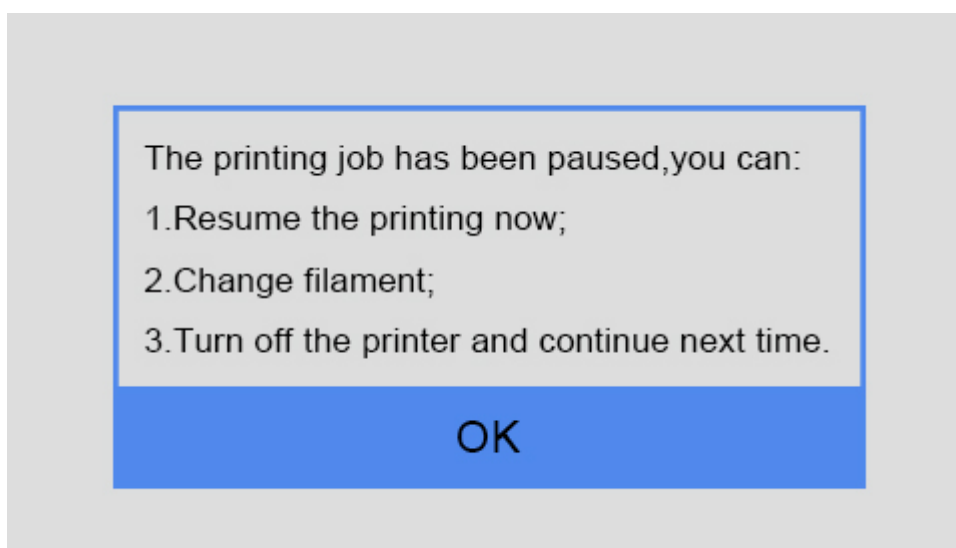 The printing job has been paused,you can:
1.Resume the printing now;
2.Change filament;
3.Turn off the printer and continue next time.
OK